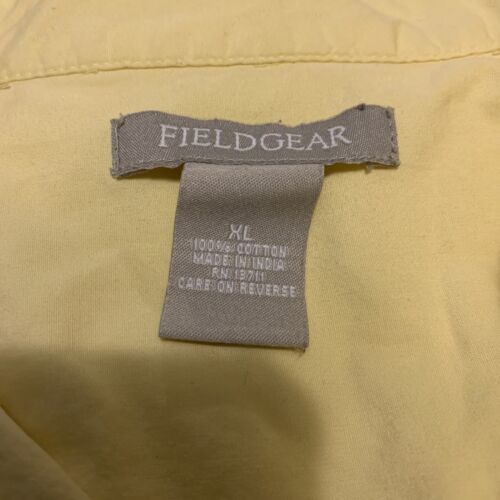 FIELDGEAR
XL
100% COTTON
MADE IN INDIA
RN 13711
CARE ON REVERSE